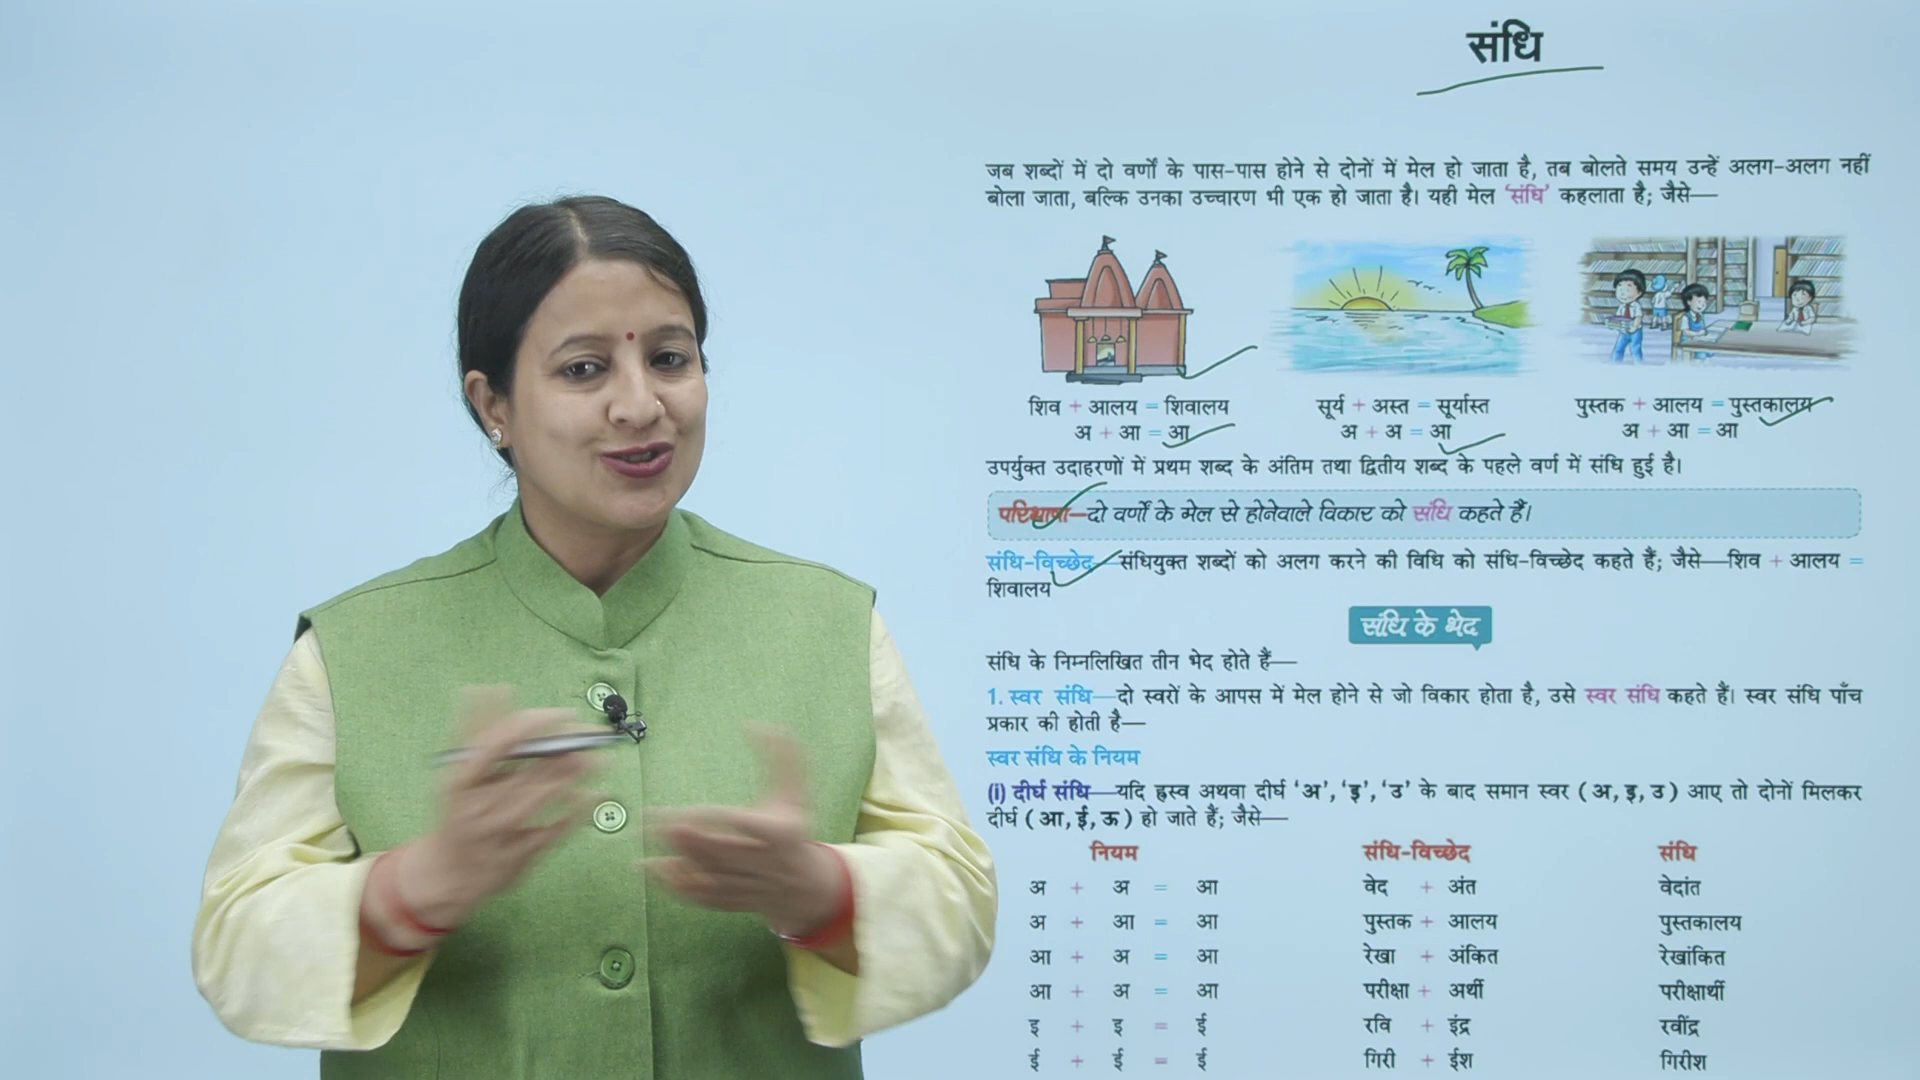 संधि
जब शब्दों में दो वर्णों के पास-पास होने से दोनों में मेल हो जाता है, तब बोलते समय उन्हें अलग-अलग नहीं
बोला जाता, बल्कि उनका उच्चारण भी एक हो जाता है। यही मेल 'संधि' कहलाता है; जैसे—
शिव + आलय = शिवालय सूर्य + अस्त = सूर्यास्त पुस्तक + आलय = पुस्तकालय
अ + आ = आ अ + अ = आ अ + आ = आ
उपर्युक्त उदाहरणों में प्रथम शब्द के अंतिम तथा द्वितीय शब्द के पहले वर्ण में संधि हुई है।
परिभाषा—दो वर्णों के मेल से होनेवाले विकार को संधि कहते हैं।
संधि-विच्छेद—संधियुक्त शब्दों को अलग करने की विधि को संधि-विच्छेद कहते हैं; जैसे—शिव + आलय =
शिवालय
संधि के भेद
संधि के निम्नलिखित तीन भेद होते हैं—
1. स्वर संधि—दो स्वरों के आपस में मेल होने से जो विकार होता है, उसे स्वर संधि कहते हैं। स्वर संधि पाँच
प्रकार की होती है—
स्वर संधि के नियम
(i) दीर्घ संधि—यदि ह्रस्व अथवा दीर्घ 'अ', 'इ', 'उ' के बाद समान स्वर (अ, इ, उ) आए तो दोनों मिलकर
दीर्घ (आ, ई, ऊ) हो जाते हैं; जैसे—
नियम संधि-विच्छेद संधि
अ + अ = आ वेद + अंत वेदांत
अ + आ = आ पुस्तक + आलय पुस्तकालय
आ + अ = आ रेखा + अंकित रेखांकित
आ + अ = आ परीक्षा + अर्थी परीक्षार्थी
इ + इ = ई रवि + इंद्र रवींद्र
ई + ई = ई गिरी + ईश गिरीश